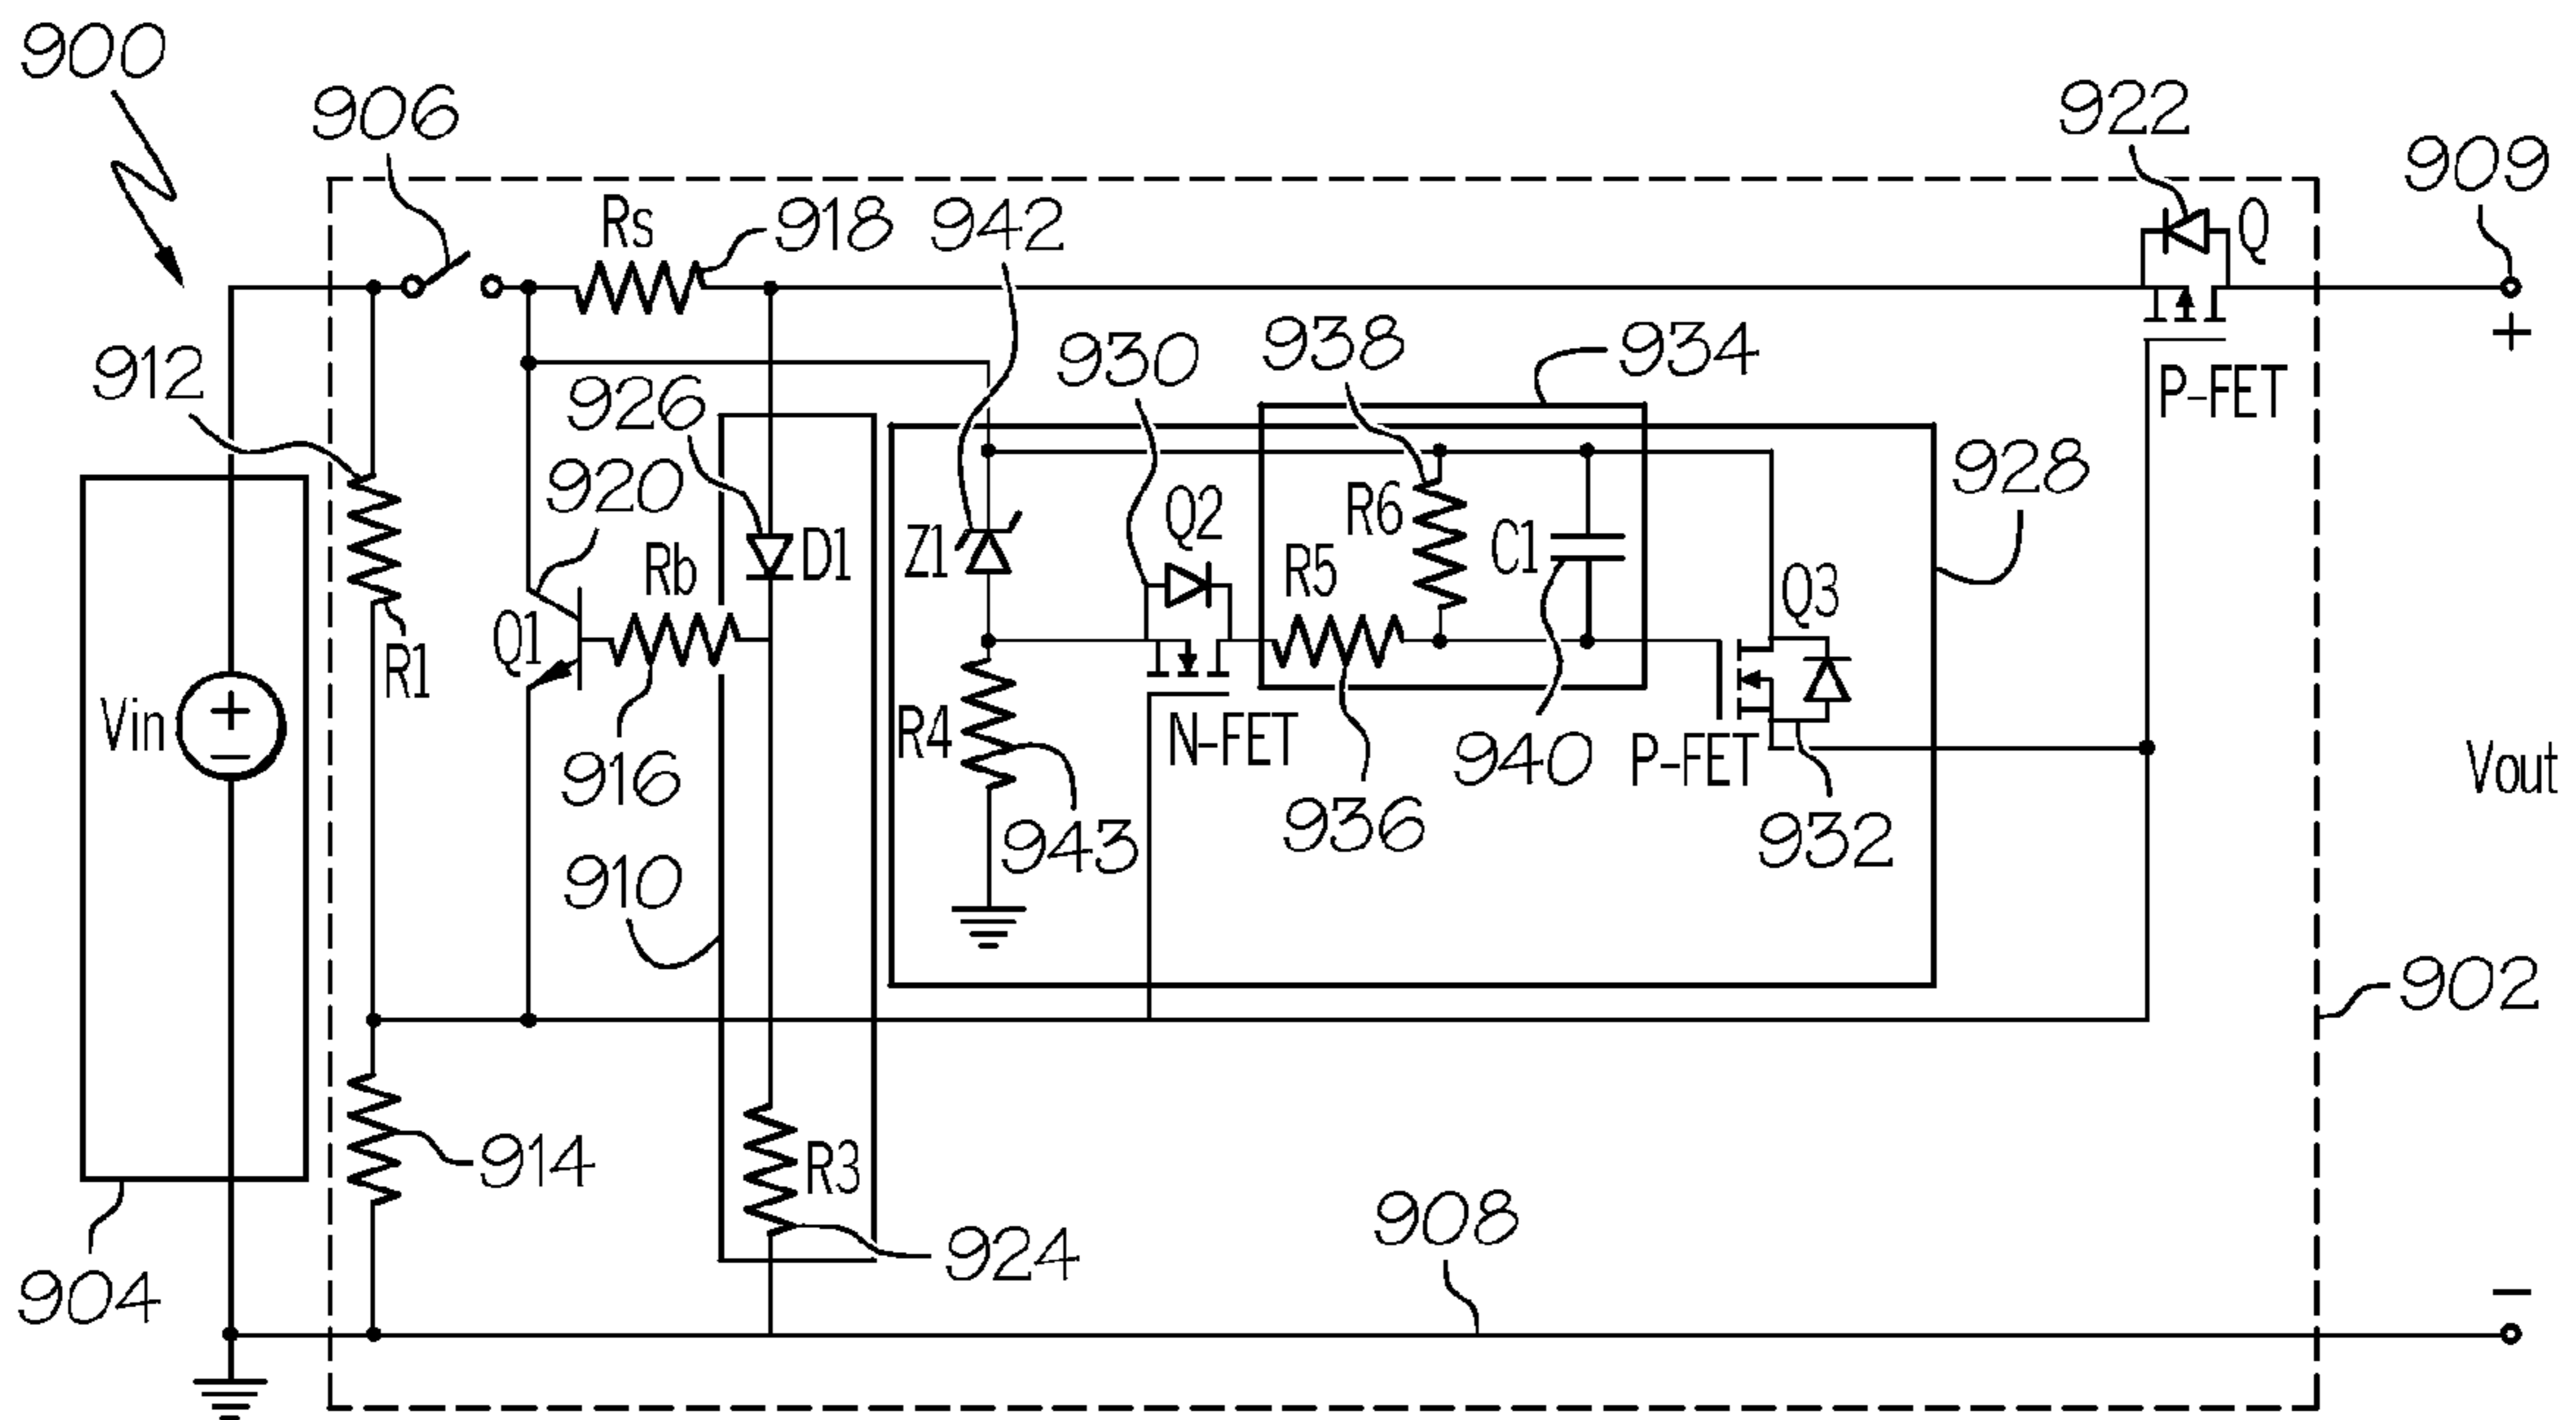 900
906
922
909
Rs
918
942
Q
+
912
930
938
934
P-FET
926
920
928
Q2
R6
C1
Z1
D1
Rb
R5
Q3
Q1
R1
Vin
+
−
R4
N-FET
P-FET
Vout
916
940
936
943
932
910
902
914
R3
908
924
904
−